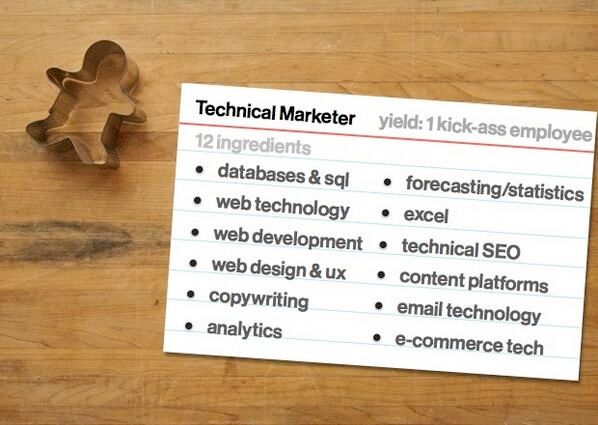 Technical Marketer
yield: 1 kick-ass employee
12 ingredients
databases & sql
web technology
web development
web design & ux
copywriting
analytics
forecasting/statistics
excel
technical SEO
content platforms
email technology
e-commerce tech